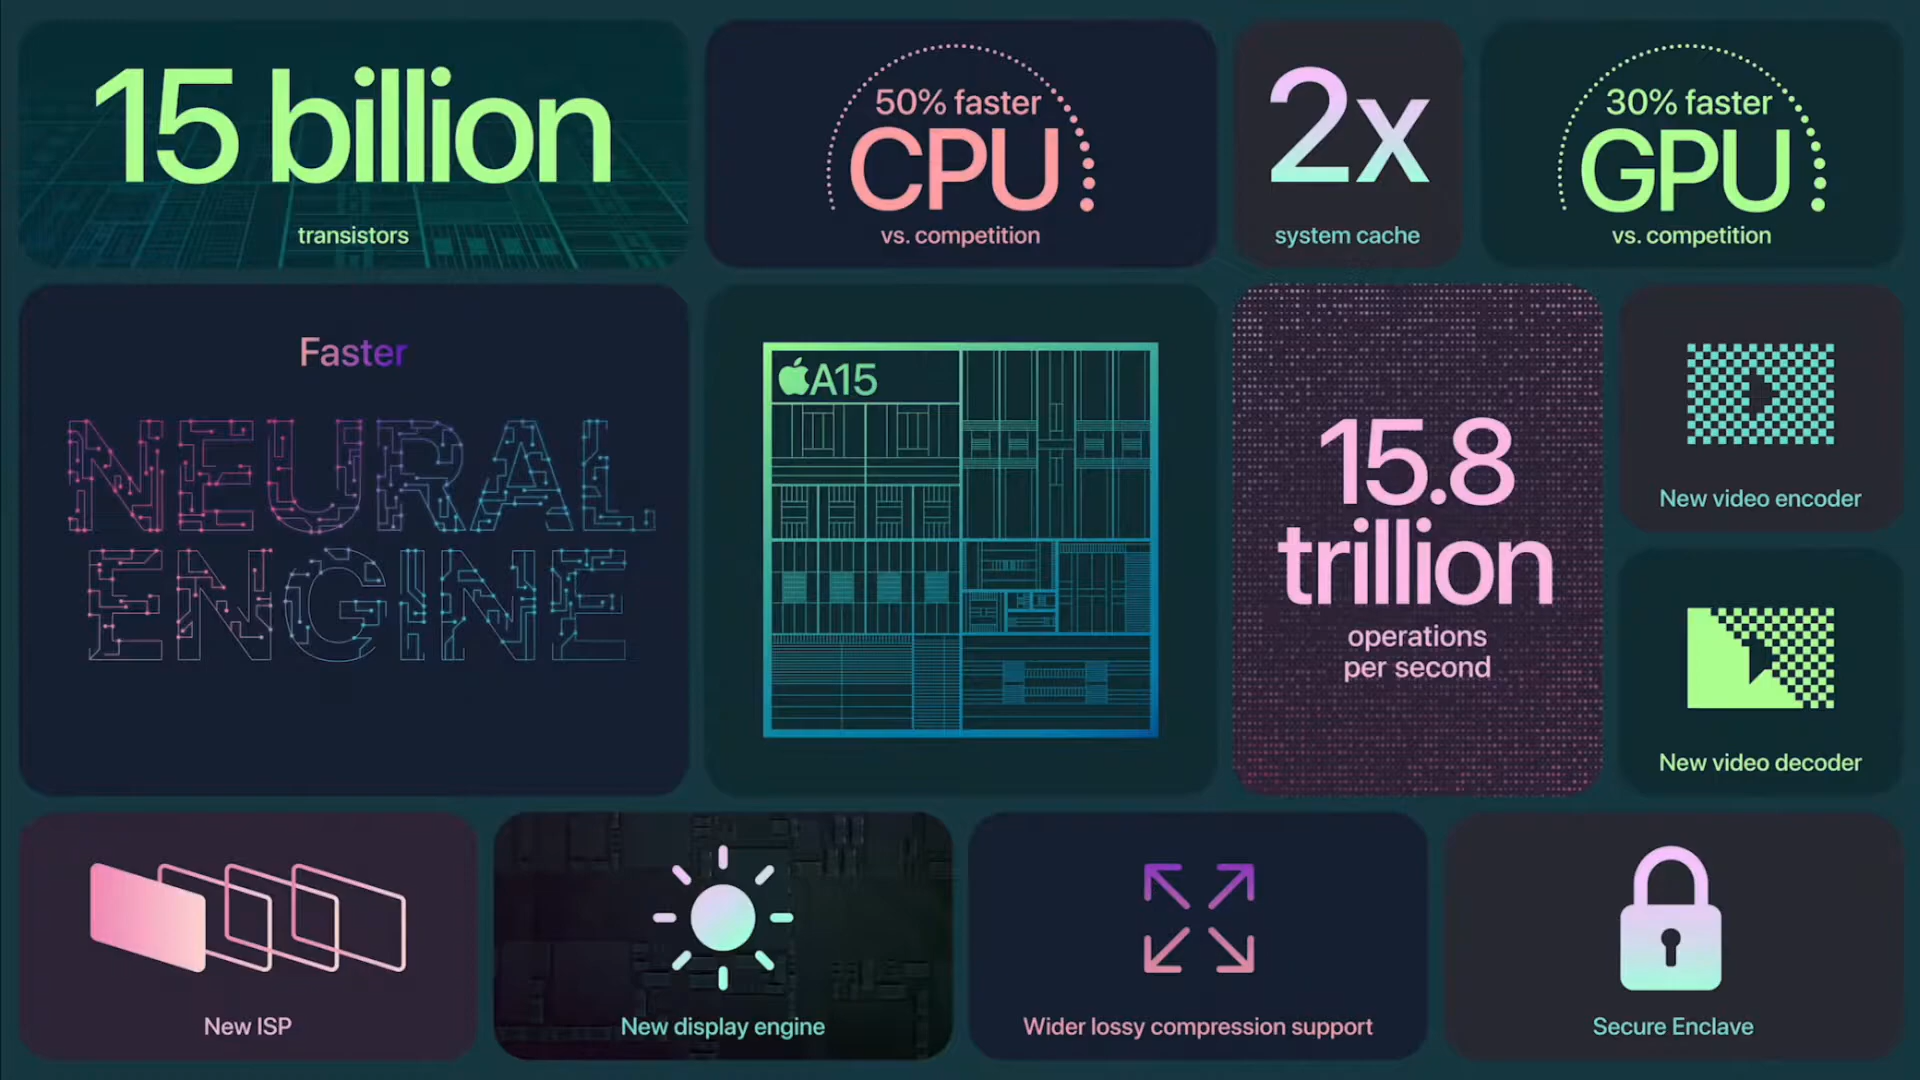 15 billion
transistors
50% faster
CPU
vs. competition
2x
system cache
30% faster
GPU
vs. competition
Faster
NEURAL
ENGINE
A15
15.8
trillion
operations
per second
New video encoder
New video decoder
New ISP
New display engine
Wider lossy compression support
Secure Enclave